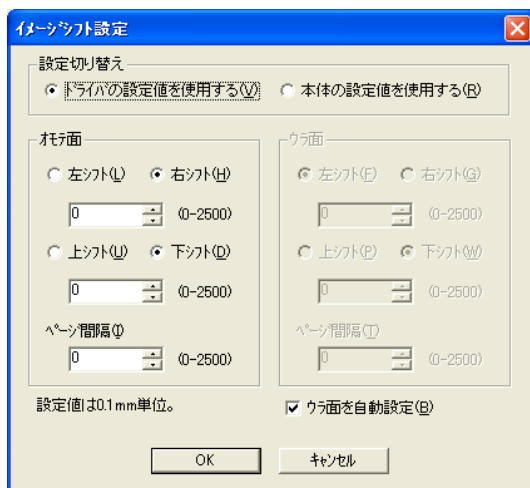 ｲﾒｰｼﾞｼﾌﾄ設定
設定切り替え
ﾄﾞﾗｲﾊﾞの設定値を使用する(V) 本体の設定値を使用する(R)
ｵﾓﾃ面
左ｼﾌﾄ(L) 右ｼﾌﾄ(H)
0 (0-2500)
上ｼﾌﾄ(U) 下ｼﾌﾄ(D)
0 (0-2500)
ﾍﾟｰｼﾞ間隔(I)
0 (0-2500)
ｳﾗ面
左ｼﾌﾄ(F) 右ｼﾌﾄ(G)
0 (0-2500)
上ｼﾌﾄ(P) 下ｼﾌﾄ(W)
0 (0-2500)
ﾍﾟｰｼﾞ間隔(T)
0 (0-2500)
設定値は0.1mm単位。
ｳﾗ面を自動設定(B)
OK ｷｬﾝｾﾙ